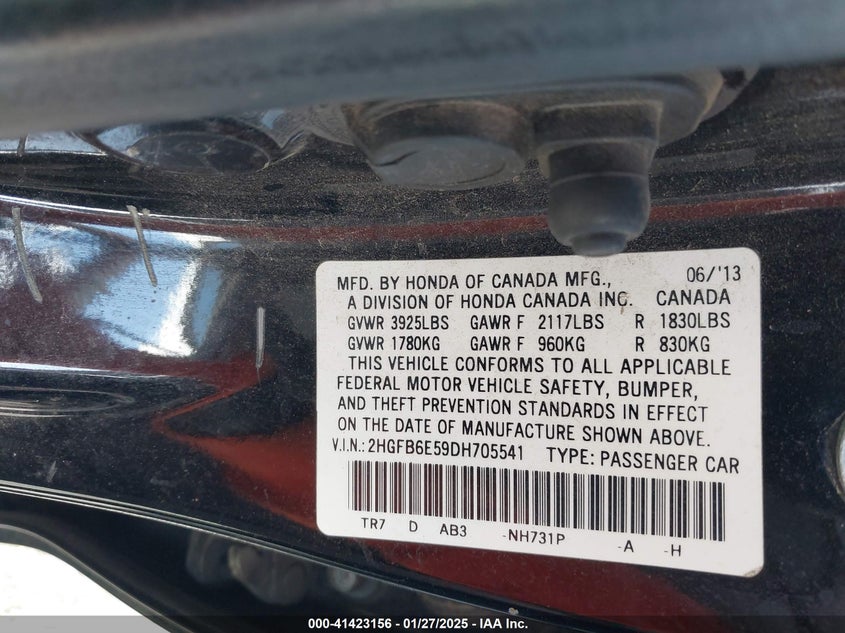 MFD. BY HONDA OF CANADA MFG., 06/'13
A DIVISION OF HONDA CANADA INC. CANADA
GVWR 3925LBS GAWR F 2117LBS R 1830LBS
GVWR 1780KG GAWR F 960KG R 830KG
THIS VEHICLE CONFORMS TO ALL APPLICABLE
FEDERAL MOTOR VEHICLE SAFETY, BUMPER,
AND THEFT PREVENTION STANDARDS IN EFFECT
ON THE DATE OF MANUFACTURE SHOWN ABOVE.
V.I.N.: 2HGFB6E59DH705541 TYPE: PASSENGER CAR
TR7 D AB3 -NH731P -A -H
000-41423156 - 01/27/2025 - IAA Inc.